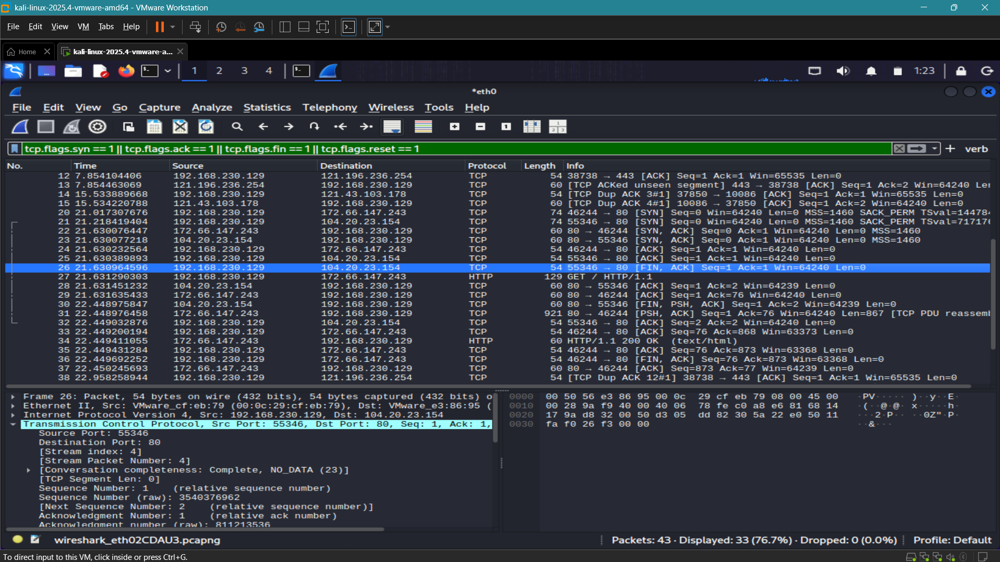 kali-linux-2025.4-vmware-amd64 - VMware Workstation
File Edit View VM Tabs Help
Home kali-linux-2025.4-vmware-a...
1 2 3 4 1:23
*eth0
File Edit View Go Capture Analyze Statistics Telephony Wireless Tools Help
tcp.flags.syn == 1 || tcp.flags.ack == 1 || tcp.flags.fin == 1 || tcp.flags.reset == 1 verb
No. Time Source Destination Protocol Length Info
12 7.854104406 192.168.230.129 121.196.236.254 TCP 54 38738 → 443 [ACK] Seq=1 Ack=1 Win=65535 Len=0
13 7.854463069 121.196.236.254 192.168.230.129 TCP 60 [TCP ACKed unseen segment] 443 → 38738 [ACK] Seq=1 Ack=2 Win=64240 Ler
14 15.533889668 192.168.230.129 121.43.103.178 TCP 54 [TCP Dup ACK 3#1] 37850 → 10086 [ACK] Seq=1 Ack=1 Win=65535 Len=0
15 15.534220788 121.43.103.178 192.168.230.129 TCP 60 [TCP Dup ACK 4#1] 10086 → 37850 [ACK] Seq=1 Ack=2 Win=64240 Len=0
20 21.017307676 192.168.230.129 172.66.147.243 TCP 74 46244 → 80 [SYN] Seq=0 Win=64240 Len=0 MSS=1460 SACK_PERM TSval=144784
21 21.218419404 192.168.230.129 104.20.23.154 TCP 74 55346 → 80 [SYN] Seq=0 Win=64240 Len=0 MSS=1460 SACK_PERM TSval=717176
22 21.630076447 172.66.147.243 192.168.230.129 TCP 60 80 → 46244 [SYN, ACK] Seq=0 Ack=1 Win=64240 Len=0 MSS=1460
23 21.630077218 104.20.23.154 192.168.230.129 TCP 60 80 → 55346 [SYN, ACK] Seq=0 Ack=1 Win=64240 Len=0 MSS=1460
24 21.630232564 192.168.230.129 172.66.147.243 TCP 54 46244 → 80 [ACK] Seq=1 Ack=1 Win=64240 Len=0
25 21.630389893 192.168.230.129 104.20.23.154 TCP 54 55346 → 80 [ACK] Seq=1 Ack=1 Win=64240 Len=0
26 21.630964596 192.168.230.129 104.20.23.154 TCP 54 55346 → 80 [FIN, ACK] Seq=1 Ack=1 Win=64240 Len=0
27 21.631290303 192.168.230.129 172.66.147.243 HTTP 129 GET / HTTP/1.1
28 21.631451232 104.20.23.154 192.168.230.129 TCP 60 80 → 55346 [ACK] Seq=1 Ack=2 Win=64239 Len=0
29 21.631635433 172.66.147.243 192.168.230.129 TCP 60 80 → 46244 [ACK] Seq=1 Ack=76 Win=64240 Len=0
30 22.448975847 104.20.23.154 192.168.230.129 TCP 60 80 → 55346 [FIN, PSH, ACK] Seq=1 Ack=2 Win=64239 Len=0
31 22.448976458 172.66.147.243 192.168.230.129 TCP 921 80 → 46244 [PSH, ACK] Seq=1 Ack=76 Win=64240 Len=867 [TCP PDU reassemb
32 22.449032876 192.168.230.129 104.20.23.154 TCP 54 55346 → 80 [ACK] Seq=2 Ack=2 Win=64240 Len=0
33 22.449200194 192.168.230.129 172.66.147.243 TCP 54 46244 → 80 [ACK] Seq=76 Ack=868 Win=63373 Len=0
34 22.449411055 172.66.147.243 192.168.230.129 HTTP 60 HTTP/1.1 200 OK (text/html)
35 22.449431284 192.168.230.129 172.66.147.243 TCP 54 46244 → 80 [ACK] Seq=76 Ack=873 Win=63368 Len=0
36 22.449692252 192.168.230.129 172.66.147.243 TCP 54 46244 → 80 [FIN, ACK] Seq=76 Ack=873 Win=63368 Len=0
37 22.450245693 172.66.147.243 192.168.230.129 TCP 60 80 → 46244 [ACK] Seq=873 Ack=77 Win=64239 Len=0
38 22.958258944 192.168.230.129 121.196.236.254 TCP 54 [TCP Dup ACK 12#1] 38738 → 443 [ACK] Seq=1 Ack=1 Win=65535 Len=0
Frame 26: Packet, 54 bytes on wire (432 bits), 54 bytes captured (432 bits) o
Ethernet II, Src: VMware_cf:eb:79 (00:0c:29:cf:eb:79), Dst: VMware_e3:86:95 (
Internet Protocol Version 4, Src: 192.168.230.129, Dst: 104.20.23.154
Transmission Control Protocol, Src Port: 55346, Dst Port: 80, Seq: 1, Ack: 1,
Source Port: 55346
Destination Port: 80
[Stream index: 4]
[Stream Packet Number: 4]
[Conversation completeness: Complete, NO_DATA (23)]
[TCP Segment Len: 0]
Sequence Number: 1 (relative sequence number)
Sequence Number (raw): 3540376962
[Next Sequence Number: 2 (relative sequence number)]
Acknowledgment Number: 1 (relative ack number)
Acknowledgment number (raw): 811213536
0000 00 50 56 e3 86 95 00 0c 29 cf eb 79 08 00 45 00 ·PV·····)··y··E·
0010 00 28 9a f9 40 00 40 06 78 fe c0 a8 e6 81 68 14 ·(··@·@·x·····h·
0020 17 9a d8 32 00 50 d3 05 dd 82 30 5a 22 e0 50 11 ···2·P····0Z"·P·
0030 fa f0 26 f3 00 00 ··&···
wireshark_eth02CDAU3.pcapng Packets: 43 · Displayed: 33 (76.7%) · Dropped: 0 (0.0%) Profile: Default
To direct input to this VM, click inside or press Ctrl+G.